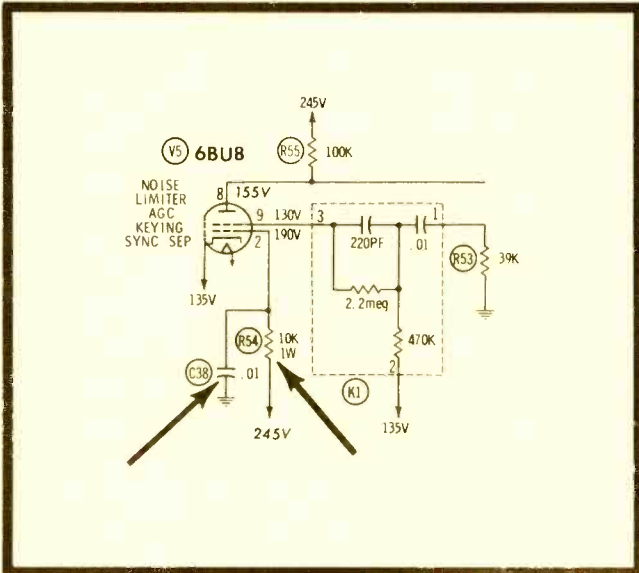 245V
V5 6BU8
R55 100K
NOISE
LIMITER
AGC
KEYING
SYNC SEP
8 155V
9 130V
2 190V
3
1
220PF
.01
R53 39K
2.2meg
135V
R54 10K
1W
470K
2
C38 .01
K1
245V
135V